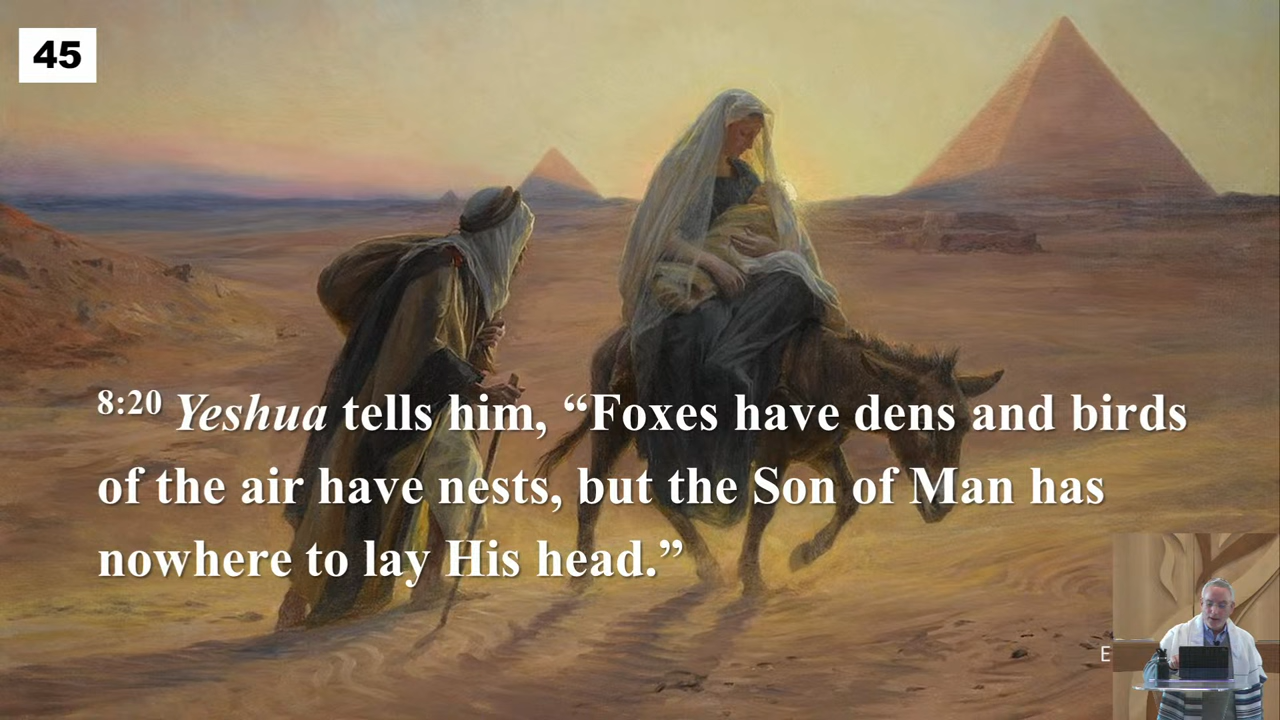 45
8:20 Yeshua tells him, “Foxes have dens and birds
of the air have nests, but the Son of Man has
nowhere to lay His head.”
E